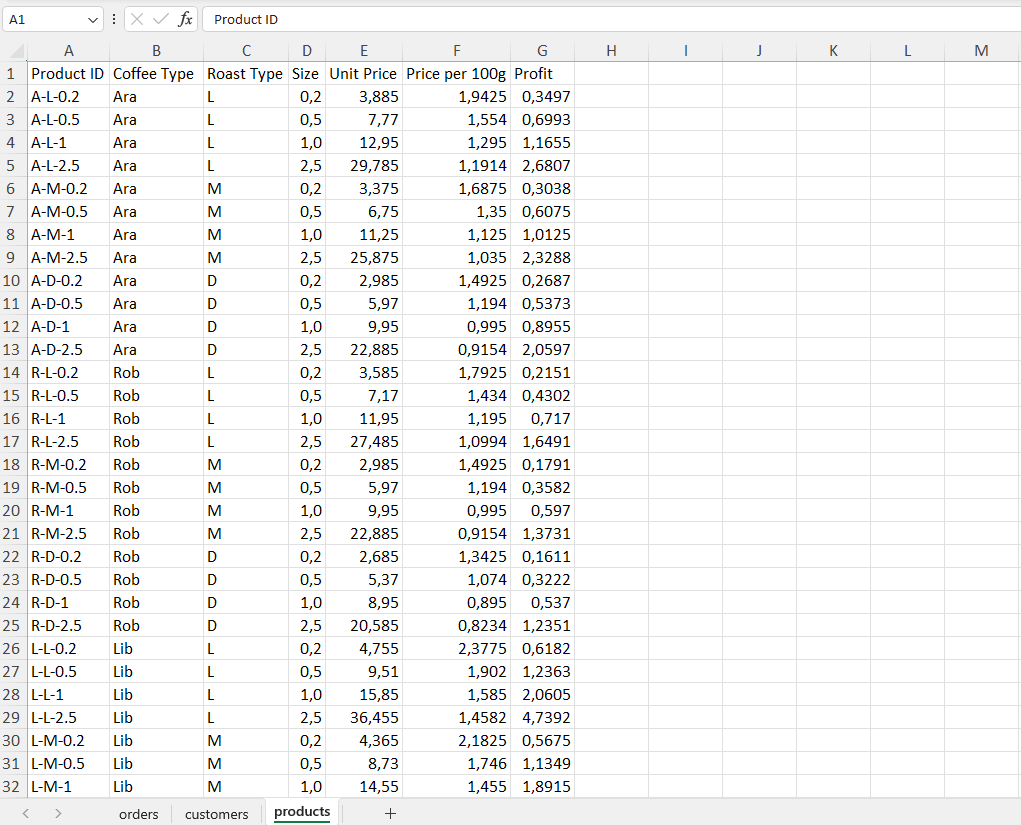 A1 fx Product ID
A B C D E F G H I J K L M
1 Product ID Coffee Type Roast Type Size Unit Price Price per 100g Profit
2 A-L-0.2 Ara L 0,2 3,885 1,9425 0,3497
3 A-L-0.5 Ara L 0,5 7,77 1,554 0,6993
4 A-L-1 Ara L 1,0 12,95 1,295 1,1655
5 A-L-2.5 Ara L 2,5 29,785 1,1914 2,6807
6 A-M-0.2 Ara M 0,2 3,375 1,6875 0,3038
7 A-M-0.5 Ara M 0,5 6,75 1,35 0,6075
8 A-M-1 Ara M 1,0 11,25 1,125 1,0125
9 A-M-2.5 Ara M 2,5 25,875 1,035 2,3288
10 A-D-0.2 Ara D 0,2 2,985 1,4925 0,2687
11 A-D-0.5 Ara D 0,5 5,97 1,194 0,5373
12 A-D-1 Ara D 1,0 9,95 0,995 0,8955
13 A-D-2.5 Ara D 2,5 22,885 0,9154 2,0597
14 R-L-0.2 Rob L 0,2 3,585 1,7925 0,2151
15 R-L-0.5 Rob L 0,5 7,17 1,434 0,4302
16 R-L-1 Rob L 1,0 11,95 1,195 0,717
17 R-L-2.5 Rob L 2,5 27,485 1,0994 1,6491
18 R-M-0.2 Rob M 0,2 2,985 1,4925 0,1791
19 R-M-0.5 Rob M 0,5 5,97 1,194 0,3582
20 R-M-1 Rob M 1,0 9,95 0,995 0,597
21 R-M-2.5 Rob M 2,5 22,885 0,9154 1,3731
22 R-D-0.2 Rob D 0,2 2,685 1,3425 0,1611
23 R-D-0.5 Rob D 0,5 5,37 1,074 0,3222
24 R-D-1 Rob D 1,0 8,95 0,895 0,537
25 R-D-2.5 Rob D 2,5 20,585 0,8234 1,2351
26 L-L-0.2 Lib L 0,2 4,755 2,3775 0,6182
27 L-L-0.5 Lib L 0,5 9,51 1,902 1,2363
28 L-L-1 Lib L 1,0 15,85 1,585 2,0605
29 L-L-2.5 Lib L 2,5 36,455 1,4582 4,7392
30 L-M-0.2 Lib M 0,2 4,365 2,1825 0,5675
31 L-M-0.5 Lib M 0,5 8,73 1,746 1,1349
32 L-M-1 Lib M 1,0 14,55 1,455 1,8915
orders customers products